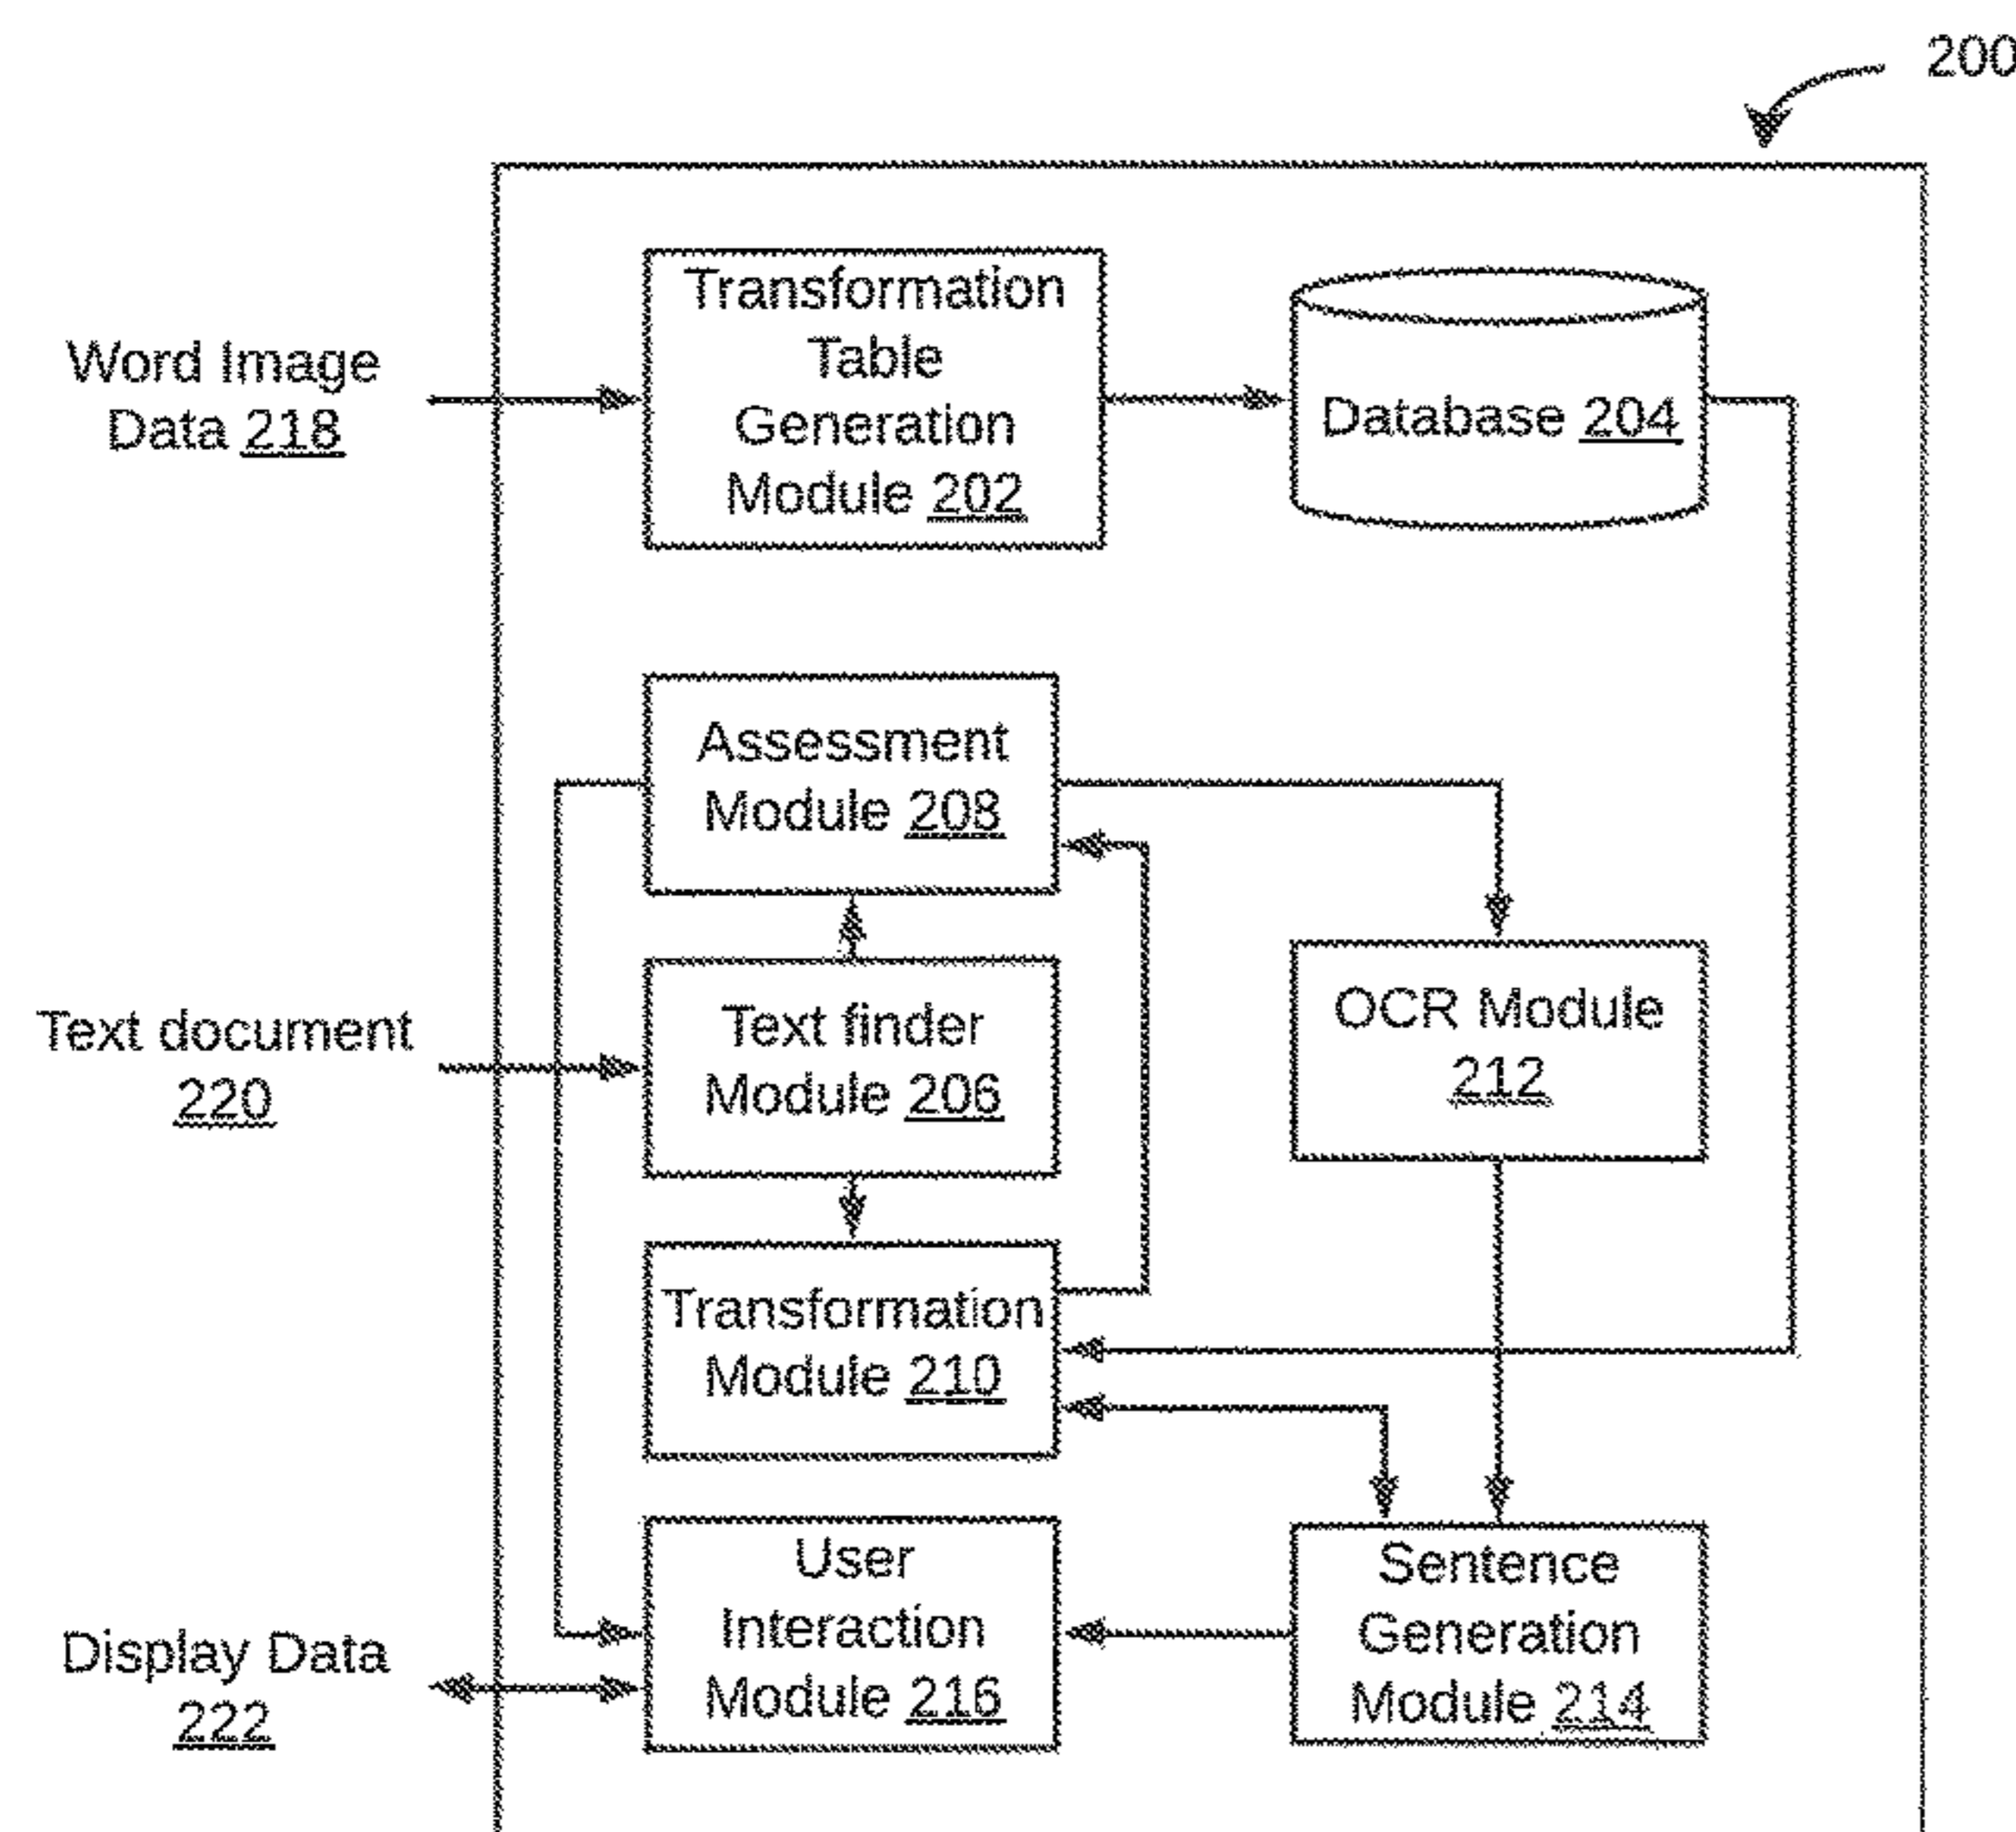 200
Transformation
Table
Generation
Module 202
Database 204
Word Image
Data 218
Assessment
Module 208
Text finder
Module 206
OCR Module
212
Text document
220
Transformation
Module 210
User
Interaction
Module 216
Sentence
Generation
Module 214
Display Data
222